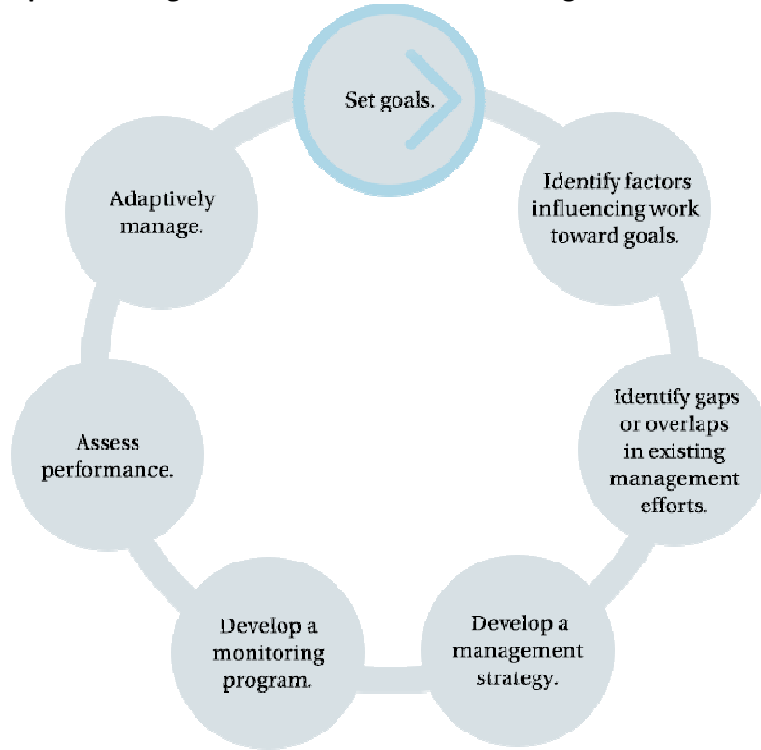 Set goals.
Identify factors
influencing work
toward goals.
Identify gaps
or overlaps
in existing
management
efforts.
Develop a
management
strategy.
Develop a
monitoring
program.
Assess
performance.
Adaptively
manage.